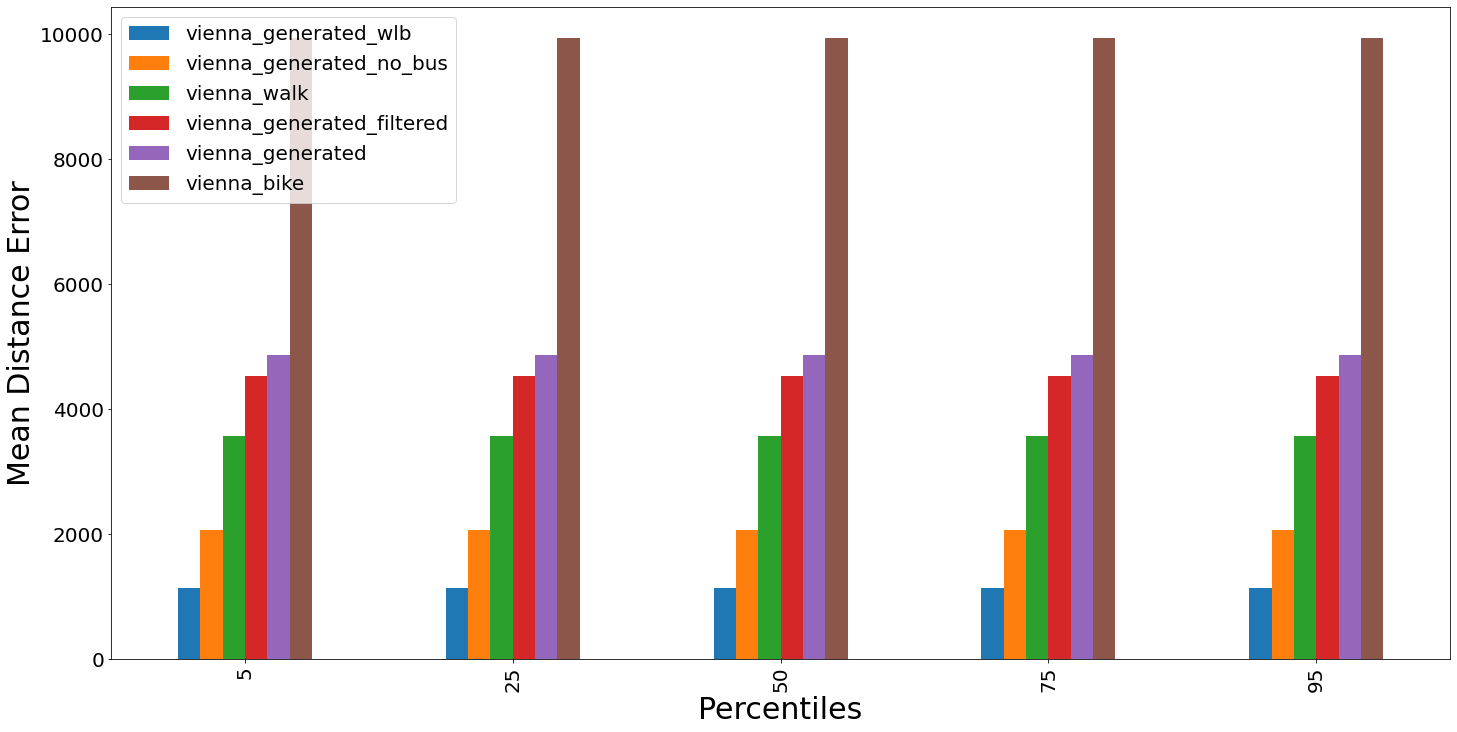 vienna_generated_wlb
vienna_generated_no_bus
vienna_walk
vienna_generated_filtered
vienna_generated
vienna_bike
Mean Distance Error
10000
8000
6000
4000
2000
0
5
25
50
75
95
Percentiles